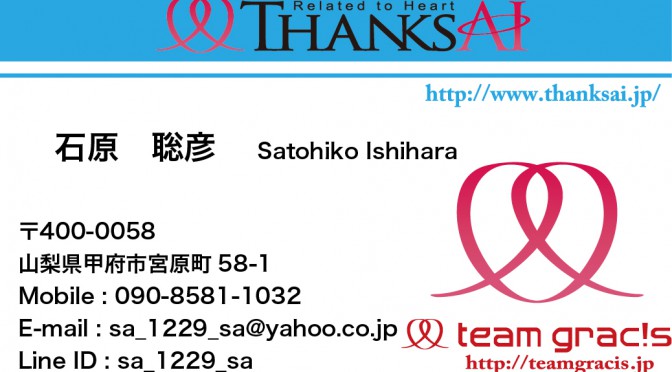 Related to Heart
THANKSAI
http://www.thanksai.jp/
石原　聡彦 Satohiko Ishihara
〒400-0058
山梨県甲府市宮原町 58-1
Mobile : 090-8581-1032
E-mail : sa_1229_sa@yahoo.co.jp
Line ID : sa_1229_sa
team grac!s
http://teamgracis.jp